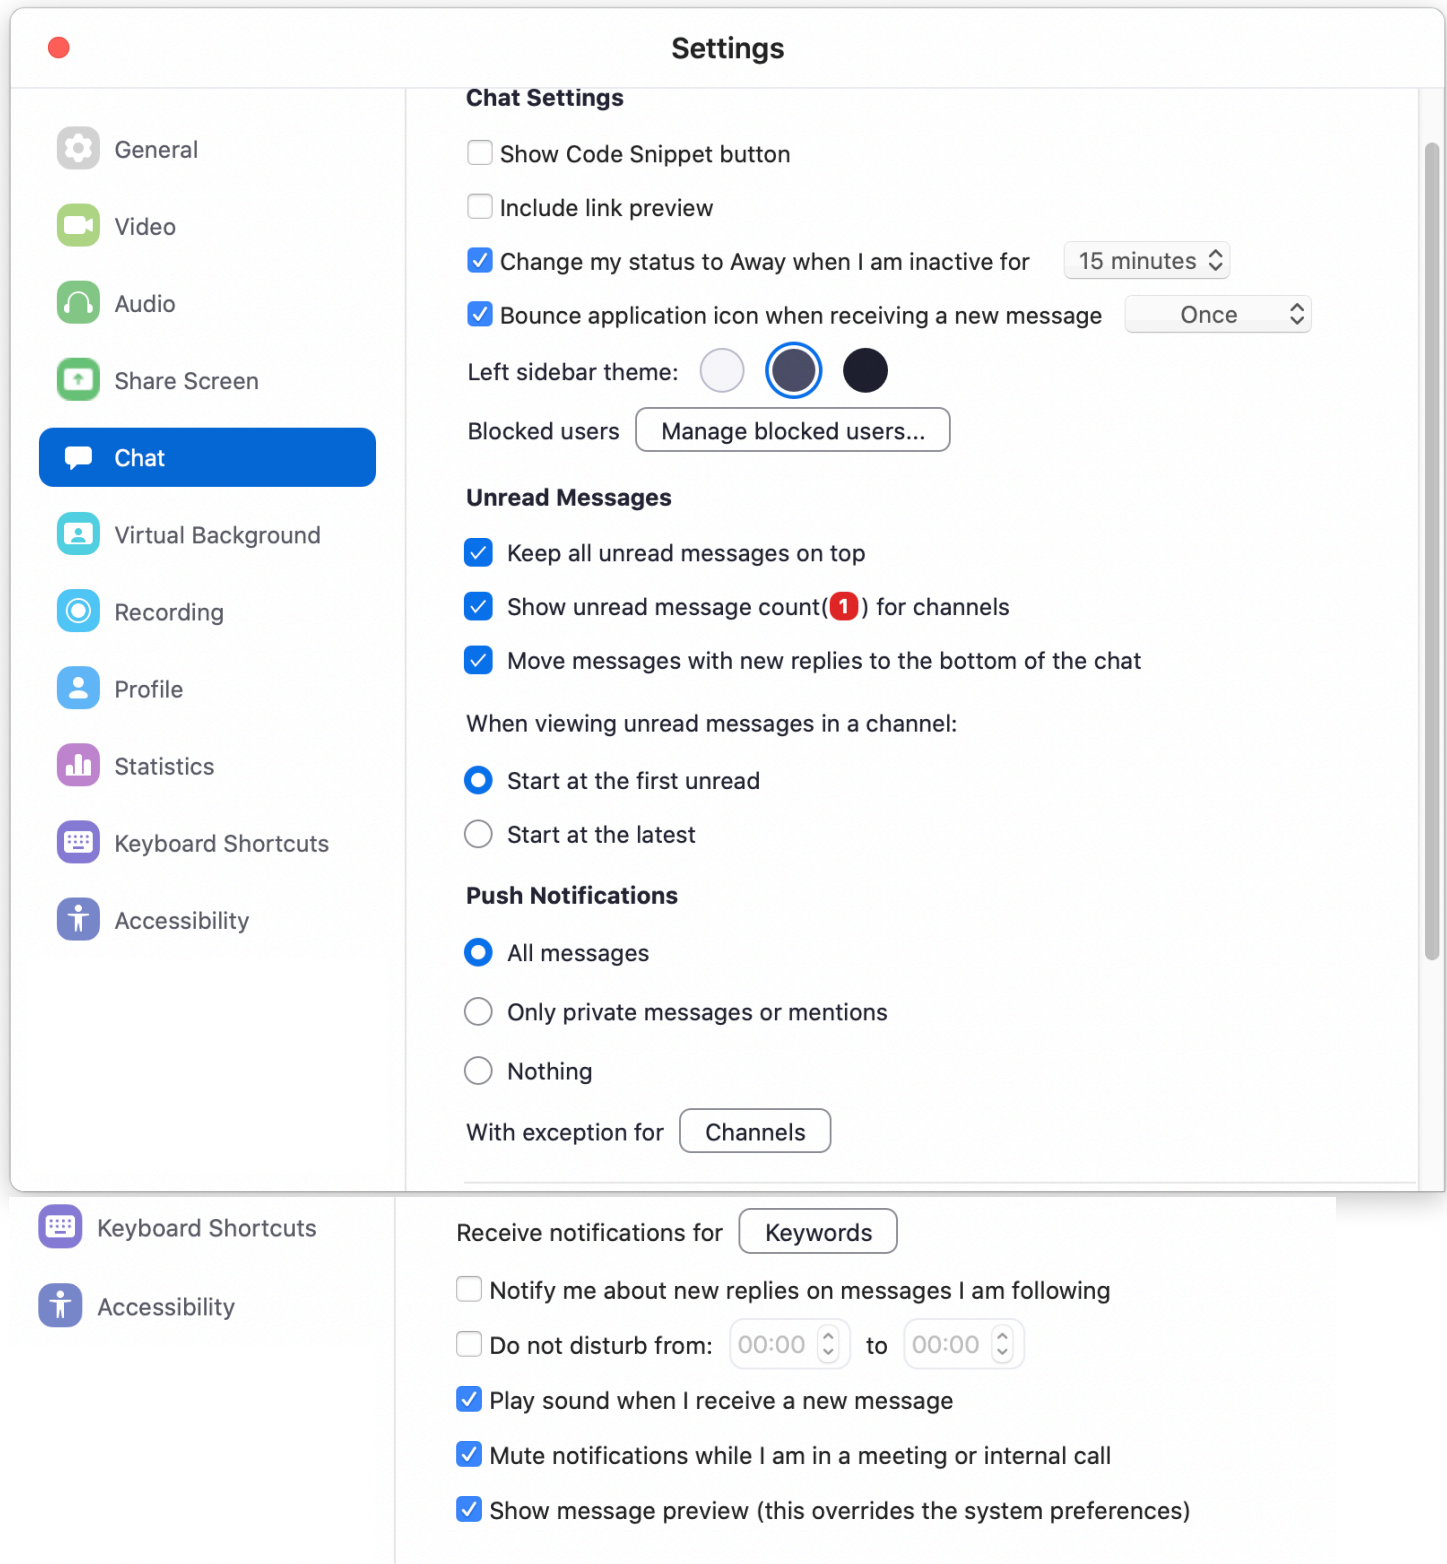 Settings
General
Video
Audio
Share Screen
Chat
Virtual Background
Recording
Profile
Statistics
Keyboard Shortcuts
Accessibility
Chat Settings
Show Code Snippet button
Include link preview
Change my status to Away when I am inactive for 15 minutes
Bounce application icon when receiving a new message Once
Left sidebar theme:
Blocked users Manage blocked users...
Unread Messages
Keep all unread messages on top
Show unread message count(1) for channels
Move messages with new replies to the bottom of the chat
When viewing unread messages in a channel:
Start at the first unread
Start at the latest
Push Notifications
All messages
Only private messages or mentions
Nothing
With exception for Channels
Keyboard Shortcuts
Accessibility
Receive notifications for Keywords
Notify me about new replies on messages I am following
Do not disturb from: 00:00 to 00:00
Play sound when I receive a new message
Mute notifications while I am in a meeting or internal call
Show message preview (this overrides the system preferences)